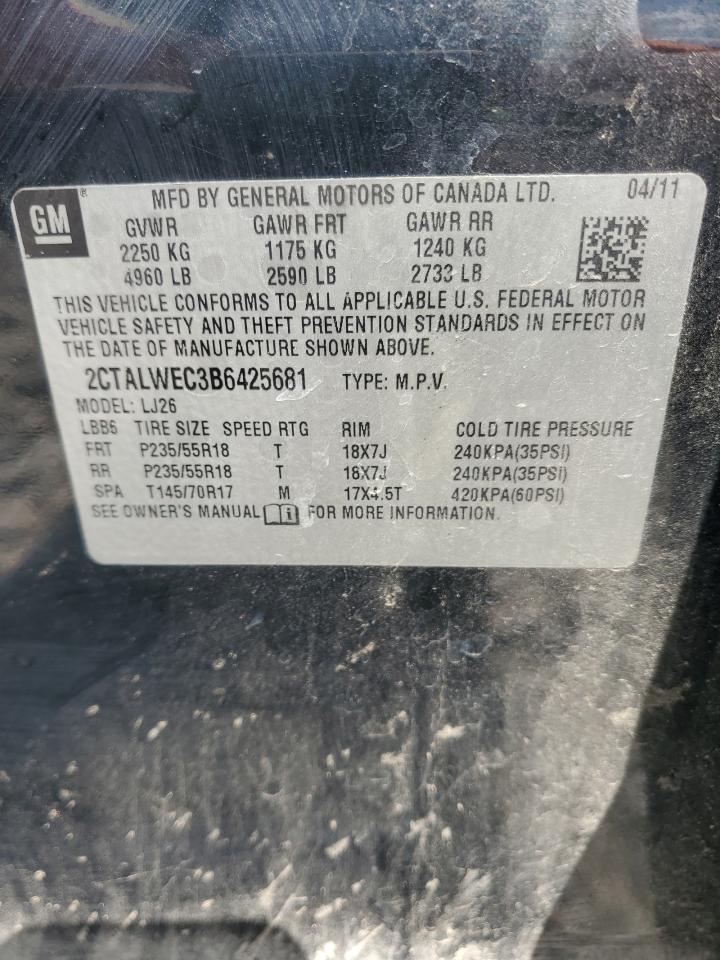 GM® MFD BY GENERAL MOTORS OF CANADA LTD. 04/11
GVWR GAWR FRT GAWR RR
2250 KG 1175 KG 1240 KG
4960 LB 2590 LB 2733 LB
THIS VEHICLE CONFORMS TO ALL APPLICABLE U.S. FEDERAL MOTOR
VEHICLE SAFETY AND THEFT PREVENTION STANDARDS IN EFFECT ON
THE DATE OF MANUFACTURE SHOWN ABOVE.
2CTALWEC3B6425681 TYPE: M.P.V.
MODEL: LJ26
LBB5 TIRE SIZE SPEED RTG RIM COLD TIRE PRESSURE
FRT P235/55R18 T 18X7J 240KPA(35PSI)
RR P235/55R18 T 18X7J 240KPA(35PSI)
SPA T145/70R17 M 17X4.5T 420KPA(60PSI)
SEE OWNER'S MANUAL FOR MORE INFORMATION.